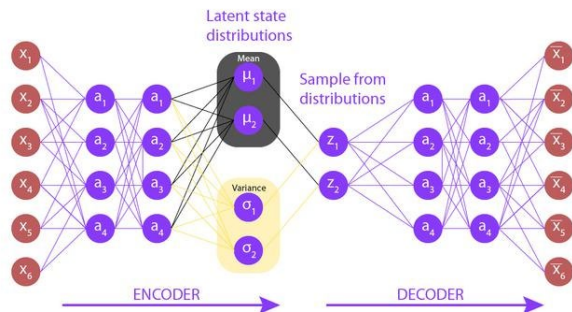 Latent state
distributions
Mean
μ₁
μ₂
Variance
σ₁
σ₂
Sample from
distributions
x₁
x₂
x₃
x₄
x₅
x₆
a₁
a₂
a₃
a₄
a₁
a₂
a₃
a₄
z₁
z₂
a₁
a₂
a₃
a₄
a₁
a₂
a₃
a₄
x̅₁
x̅₂
x̅₃
x̅₄
x̅₅
x̅₆
ENCODER
DECODER